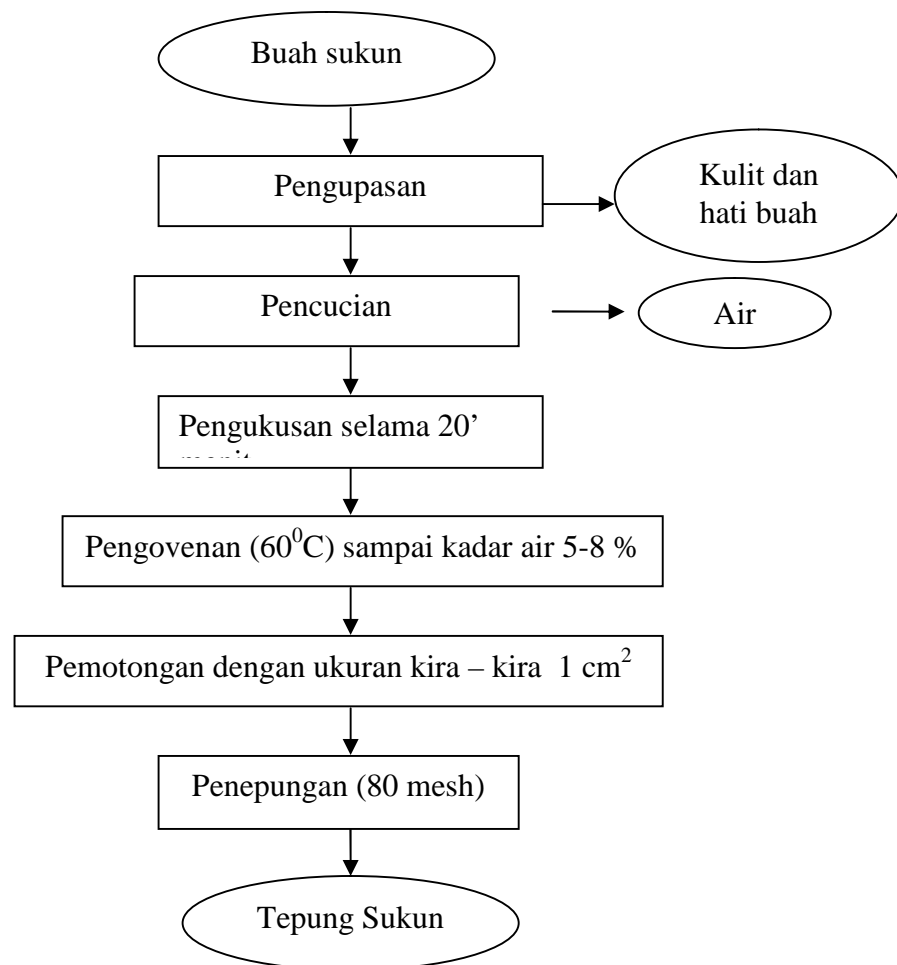 Buah sukun
Pengupasan
Kulit dan
hati buah
Pencucian
Air
Pengukusan selama 20’
Pengovenan (60⁰C) sampai kadar air 5-8 %
Pemotongan dengan ukuran kira – kira 1 cm²
Penepungan (80 mesh)
Tepung Sukun